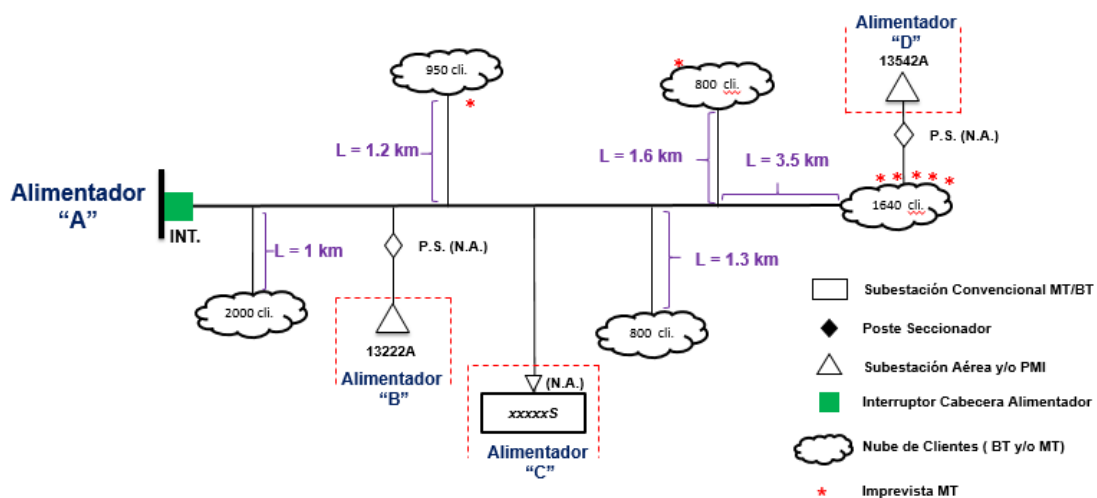 Alimentador
"D"
13542A
950 cli.
*
800 cli.
*
P.S. (N.A.)
L = 1.2 km
L = 1.6 km
L = 3.5 km
* * * * *
1640 cli.
Alimentador
"A"
INT.
L = 1 km
P.S. (N.A.)
L = 1.3 km
2000 cli.
13222A
Alimentador
"B"
800 cli.
(N.A.)
xxxxxS
Alimentador
"C"
Subestación Convencional MT/BT
Poste Seccionador
Subestación Aérea y/o PMI
Interruptor Cabecera Alimentador
Nube de Clientes ( BT y/o MT)
* Imprevista MT